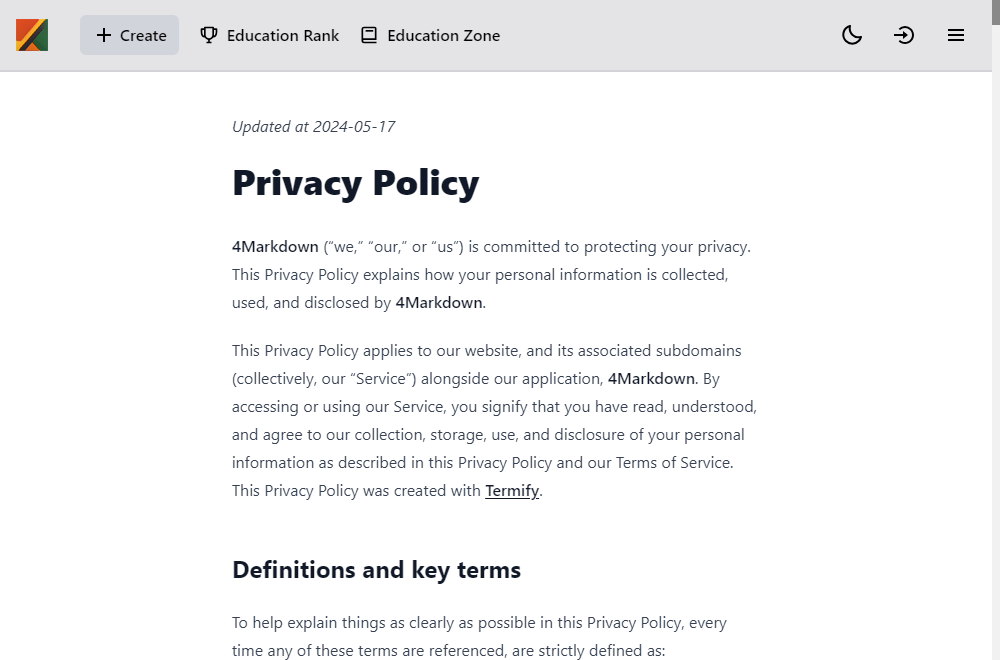 Create
Education Rank
Education Zone
Updated at 2024-05-17
Privacy Policy
4Markdown (“we,” “our,” or “us”) is committed to protecting your privacy.
This Privacy Policy explains how your personal information is collected,
used, and disclosed by 4Markdown.
This Privacy Policy applies to our website, and its associated subdomains
(collectively, our “Service”) alongside our application, 4Markdown. By
accessing or using our Service, you signify that you have read, understood,
and agree to our collection, storage, use, and disclosure of your personal
information as described in this Privacy Policy and our Terms of Service.
This Privacy Policy was created with Termify.
Definitions and key terms
To help explain things as clearly as possible in this Privacy Policy, every
time any of these terms are referenced, are strictly defined as: